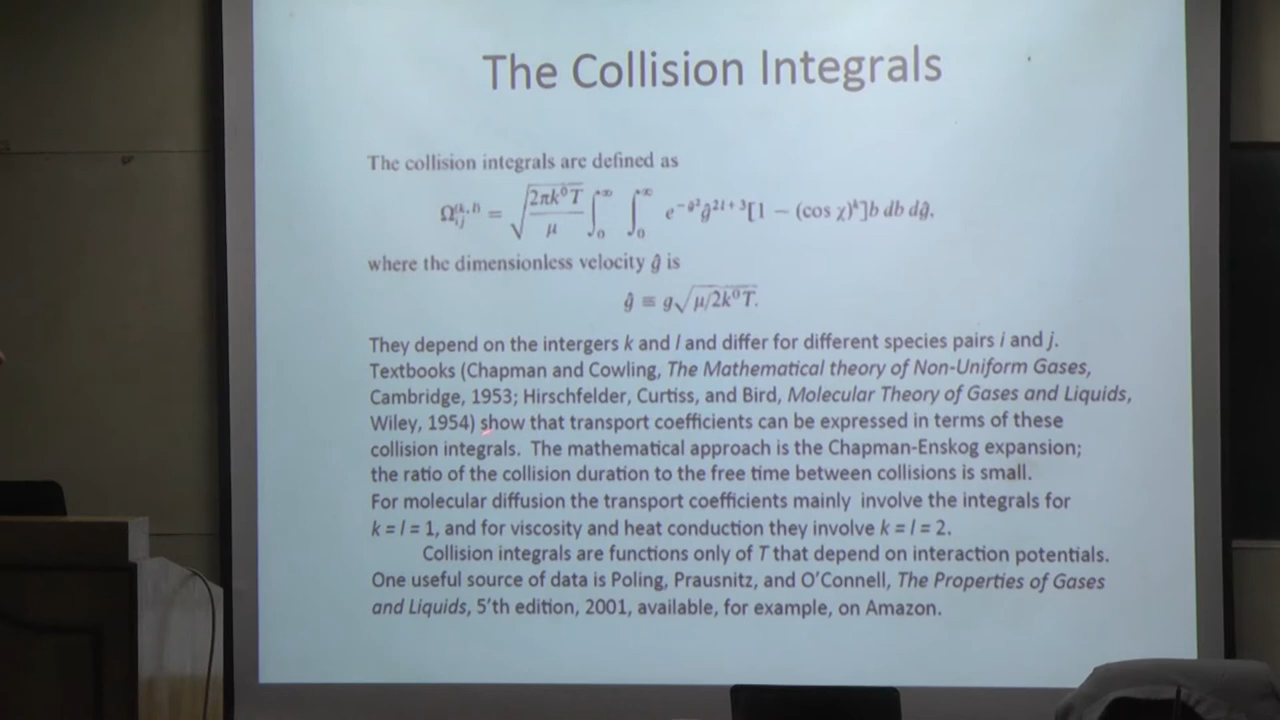 The Collision Integrals
The collision integrals are defined as
Ω_{ij}^{(k, l)} = √(2πk⁰T/μ) ∫₀^∞ ∫₀^∞ e^{−ĝ²} ĝ^{2l + 3}[1 − (cos χ)^k]b db dĝ,
where the dimensionless velocity ĝ is
ĝ ≡ g√(μ/2k⁰T).
They depend on the intergers k and l and differ for different species pairs i and j.
Textbooks (Chapman and Cowling, The Mathematical theory of Non-Uniform Gases,
Cambridge, 1953; Hirschfelder, Curtiss, and Bird, Molecular Theory of Gases and Liquids,
Wiley, 1954) show that transport coefficients can be expressed in terms of these
collision integrals. The mathematical approach is the Chapman-Enskog expansion;
the ratio of the collision duration to the free time between collisions is small.
For molecular diffusion the transport coefficients mainly involve the integrals for
k = l = 1, and for viscosity and heat conduction they involve k = l = 2.
Collision integrals are functions only of T that depend on interaction potentials.
One useful source of data is Poling, Prausnitz, and O'Connell, The Properties of Gases
and Liquids, 5'th edition, 2001, available, for example, on Amazon.